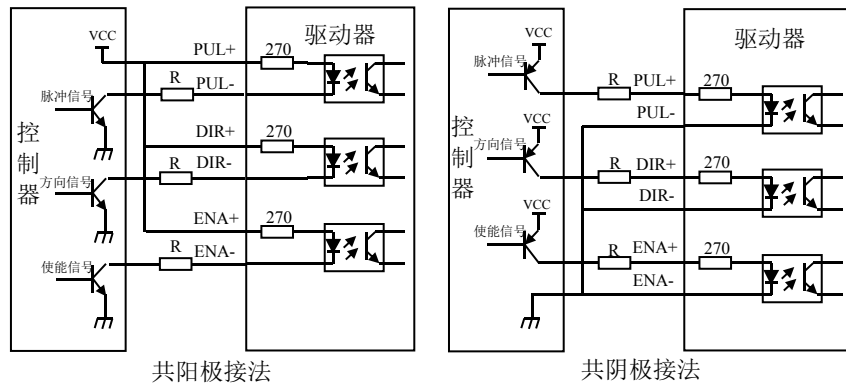 VCC
PUL+
270
驱动器
脉冲信号
R
PUL-
控制器
DIR+
270
方向信号
R
DIR-
ENA+
270
使能信号
R
ENA-
共阳极接法
VCC
驱动器
脉冲信号
R
PUL+
270
PUL-
控制器
VCC
方向信号
R
DIR+
270
DIR-
VCC
使能信号
R
ENA+
270
ENA-
共阴极接法